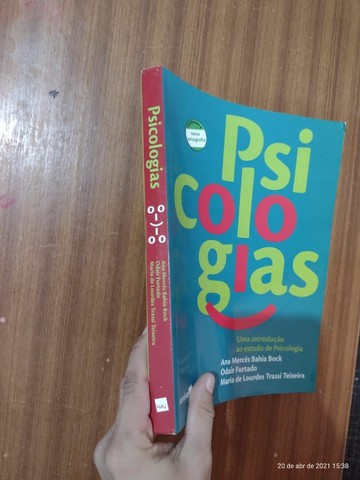 Psicologias
Ana Mercês Bahia Bock
Odair Furtado
Maria de Lourdes Trassi Teixeira
nova
ortografia
Psi
colo
gias
Uma introdução
ao estudo de Psicologia
Ana Mercês Bahia Bock
Odair Furtado
Maria de Lourdes Trassi Teixeira
20 de abr de 2021 15:38